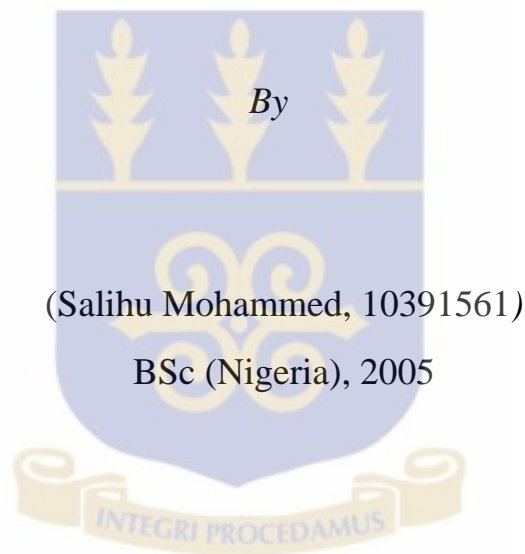 By
(Salihu Mohammed, 10391561)
BSc (Nigeria), 2005
INTEGRI PROCEDAMUS